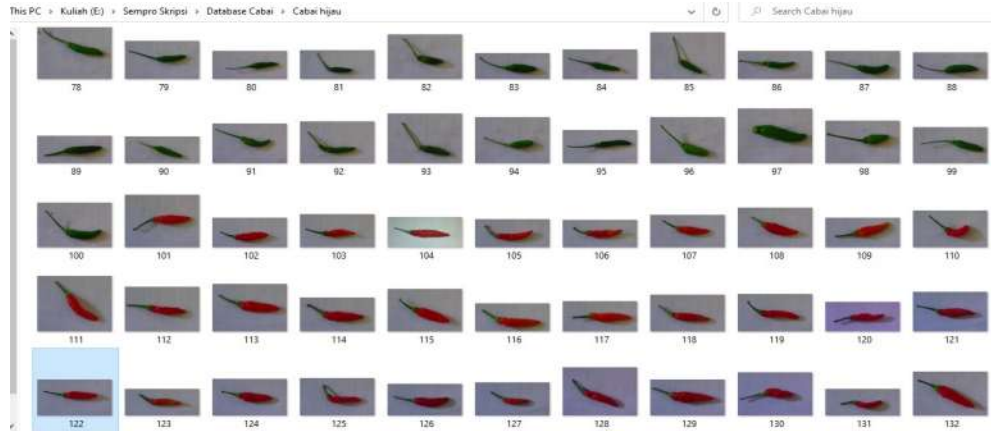 This PC > Kuliah (E:) > Sempro Skripsi > Database Cabai > Cabai hijau
Search Cabai hijau
78 79 80 81 82 83 84 85 86 87 88
89 90 91 92 93 94 95 96 97 98 99
100 101 102 103 104 105 106 107 108 109 110
111 112 113 114 115 116 117 118 119 120 121
122 123 124 125 126 127 128 129 130 131 132